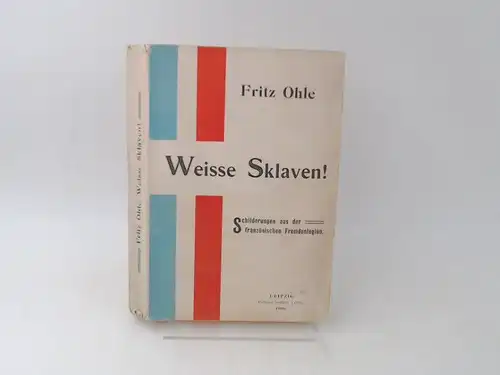 Fritz Ohle
Weisse Sklaven!
Schilderungen aus der
französischen Fremdenlegion.
LEIPZIG
Fritz Ohle, Weisse Sklaven!